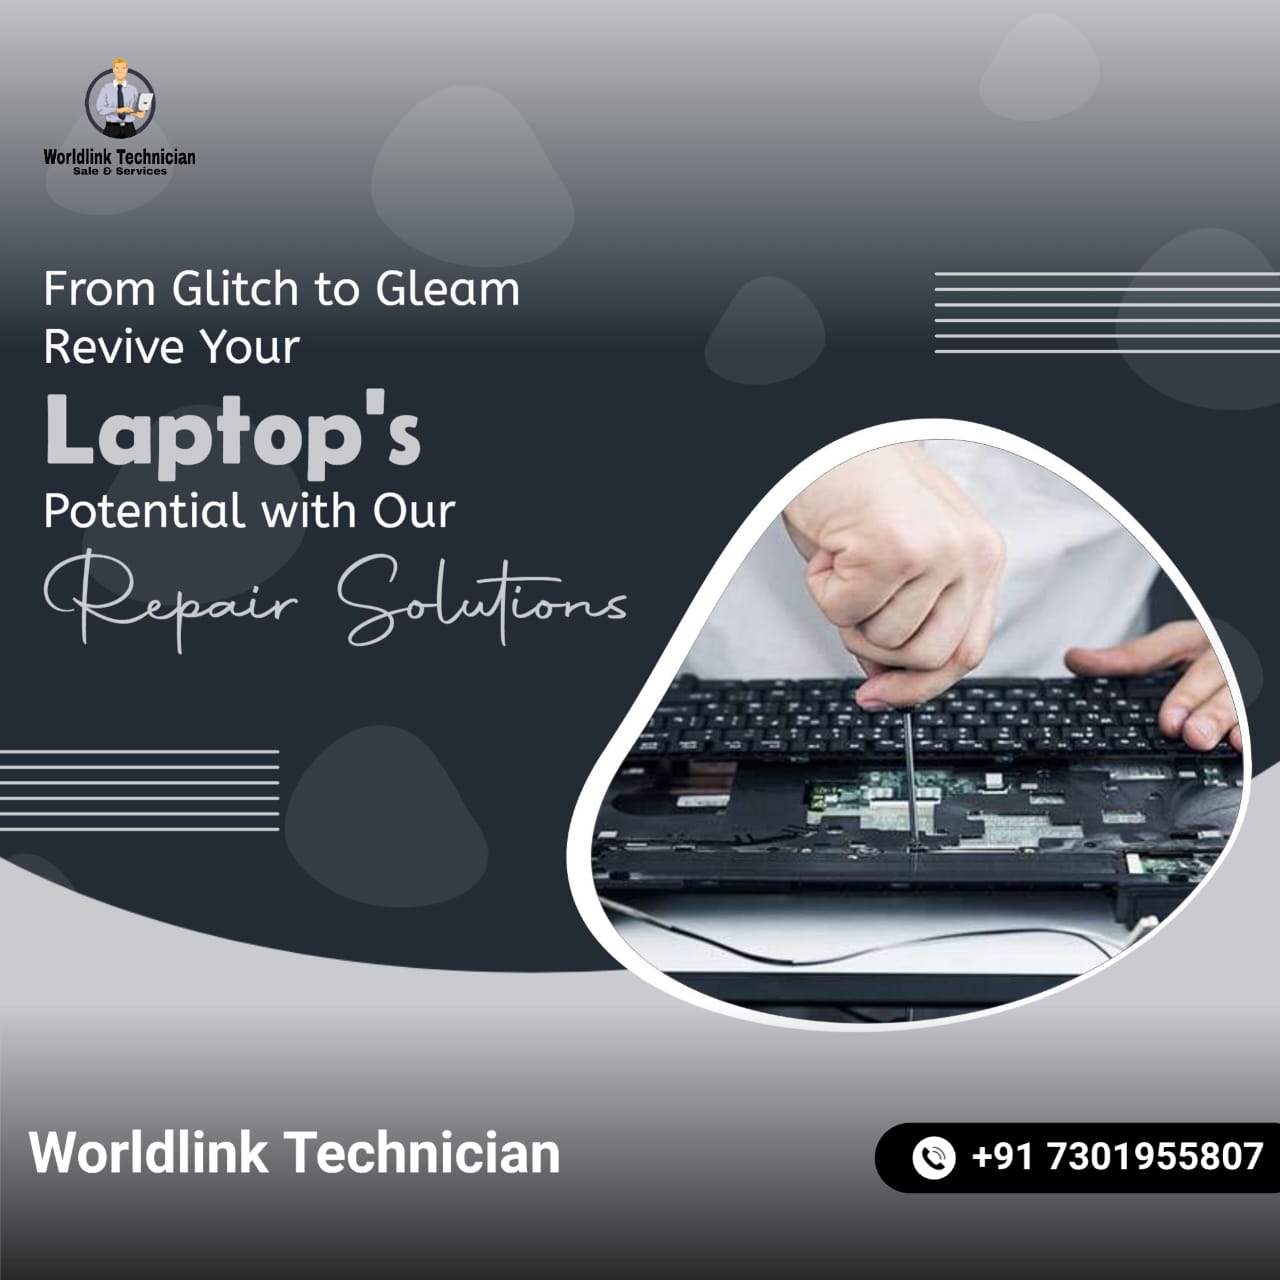 Worldlink Technician
Sale & Services
From Glitch to Gleam
Revive Your
Laptop's
Potential with Our
Repair Solutions
Worldlink Technician
+91 7301955807